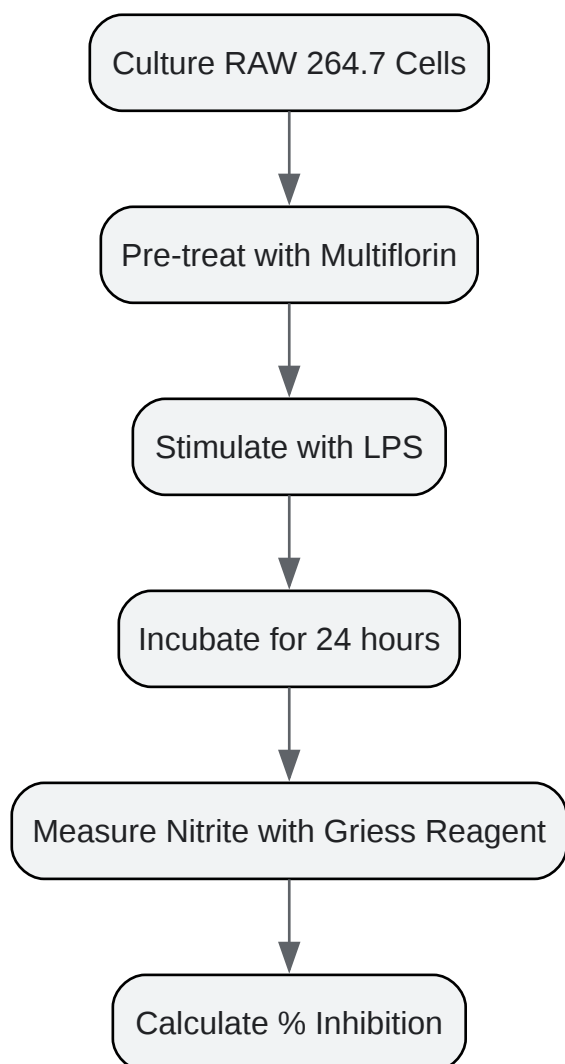 Culture RAW 264.7 Cells
Pre-treat with Multiflorin
Stimulate with LPS
Incubate for 24 hours
Measure Nitrite with Griess Reagent
Calculate % Inhibition